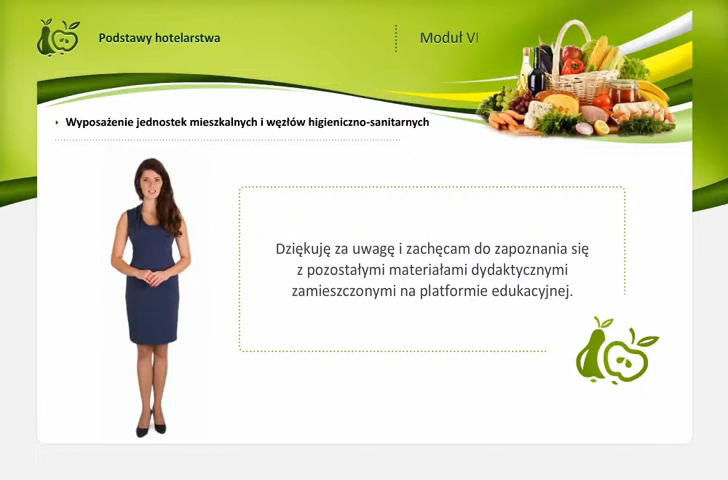 Podstawy hotelarstwa
Moduł VI
Wyposażenie jednostek mieszkalnych i węzłów higieniczno-sanitarnych
Dziękuję za uwagę i zachęcam do zapoznania się
z pozostałymi materiałami dydaktycznymi
zamieszczonymi na platformie edukacyjnej.